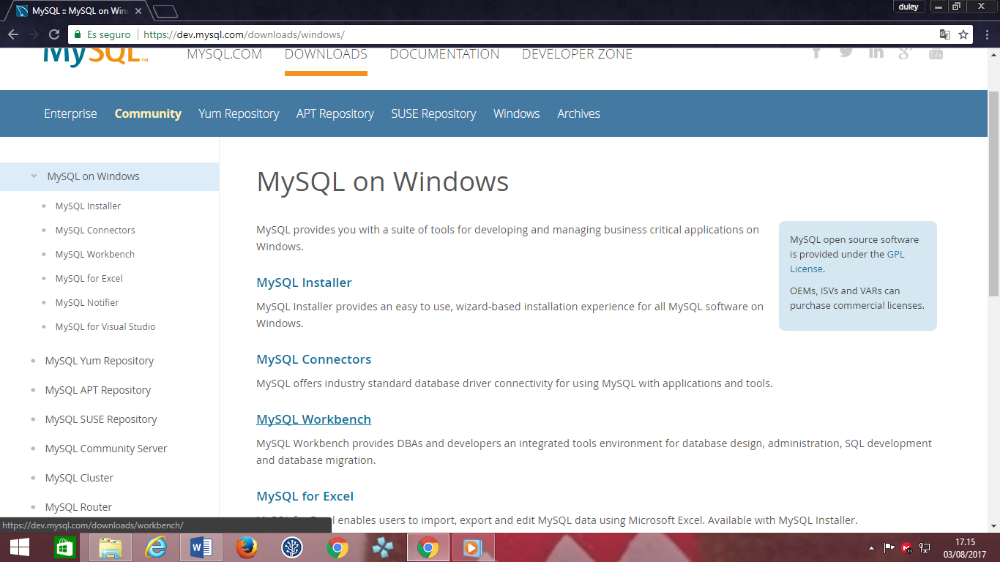 MySQL :: MySQL on Win
duley
Es seguro
https://dev.mysql.com/downloads/windows/
MySQL™
MYSQL.COM
DOWNLOADS
DOCUMENTATION
DEVELOPER ZONE
Enterprise
Community
Yum Repository
APT Repository
SUSE Repository
Windows
Archives
MySQL on Windows
MySQL Installer
MySQL Connectors
MySQL Workbench
MySQL for Excel
MySQL Notifier
MySQL for Visual Studio
MySQL Yum Repository
MySQL APT Repository
MySQL SUSE Repository
MySQL Community Server
MySQL Cluster
MySQL Router
MySQL on Windows
MySQL provides you with a suite of tools for developing and managing business critical applications on
Windows.
MySQL Installer
MySQL Installer provides an easy to use, wizard-based installation experience for all MySQL software on
Windows.
MySQL Connectors
MySQL offers industry standard database driver connectivity for using MySQL with applications and tools.
MySQL Workbench
MySQL Workbench provides DBAs and developers an integrated tools environment for database design, administration, SQL development
and database migration.
MySQL for Excel
MySQL for Excel enables users to import, export and edit MySQL data using Microsoft Excel. Available with MySQL Installer.
MySQL open source software
is provided under the GPL
License.
OEMs, ISVs and VARs can
purchase commercial licenses.
https://dev.mysql.com/downloads/workbench/
17.15
03/08/2017